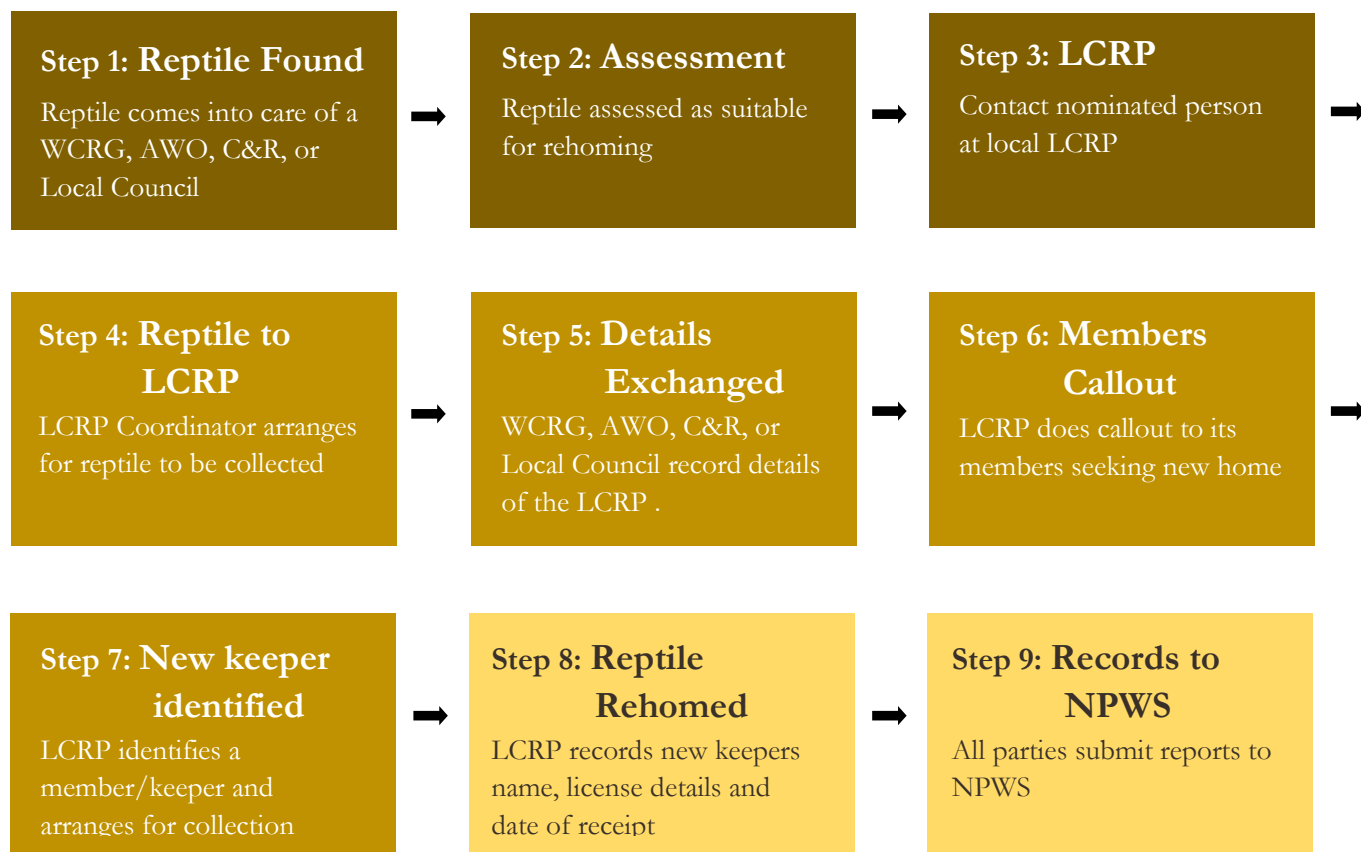 Step 1: Reptile Found
Reptile comes into care of a
WCRG, AWO, C&R, or
Local Council
Step 2: Assessment
Reptile assessed as suitable
for rehoming
Step 3: LCRP
Contact nominated person
at local LCRP
Step 4: Reptile to
LCRP
LCRP Coordinator arranges
for reptile to be collected
Step 5: Details
Exchanged
WCRG, AWO, C&R, or
Local Council record details
of the LCRP .
Step 6: Members
Callout
LCRP does callout to its
members seeking new home
Step 7: New keeper
identified
LCRP identifies a
member/keeper and
arranges for collection
Step 8: Reptile
Rehomed
LCRP records new keepers
name, license details and
date of receipt
Step 9: Records to
NPWS
All parties submit reports to
NPWS